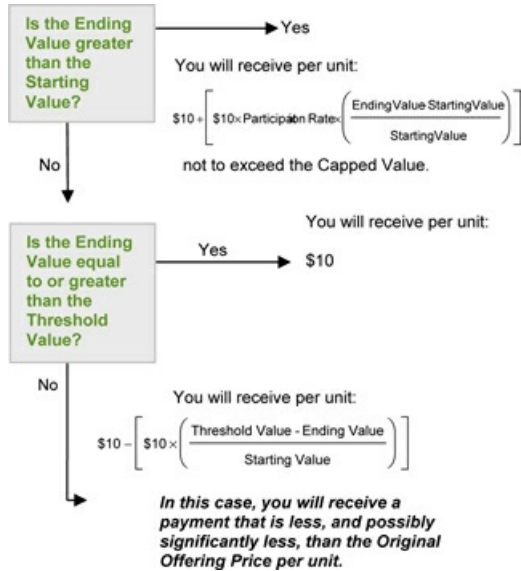 Is the Ending
Value greater
than the
Starting
Value?
Yes
You will receive per unit:
$10 + [ $10 × Participation Rate × ( Ending Value - Starting Value / Starting Value ) ]
not to exceed the Capped Value.
No
You will receive per unit:
Is the Ending
Value equal
to or greater
than the
Threshold
Value?
Yes
$10
No
You will receive per unit:
$10 - [ $10 × ( Threshold Value - Ending Value / Starting Value ) ]
In this case, you will receive a
payment that is less, and possibly
significantly less, than the Original
Offering Price per unit.